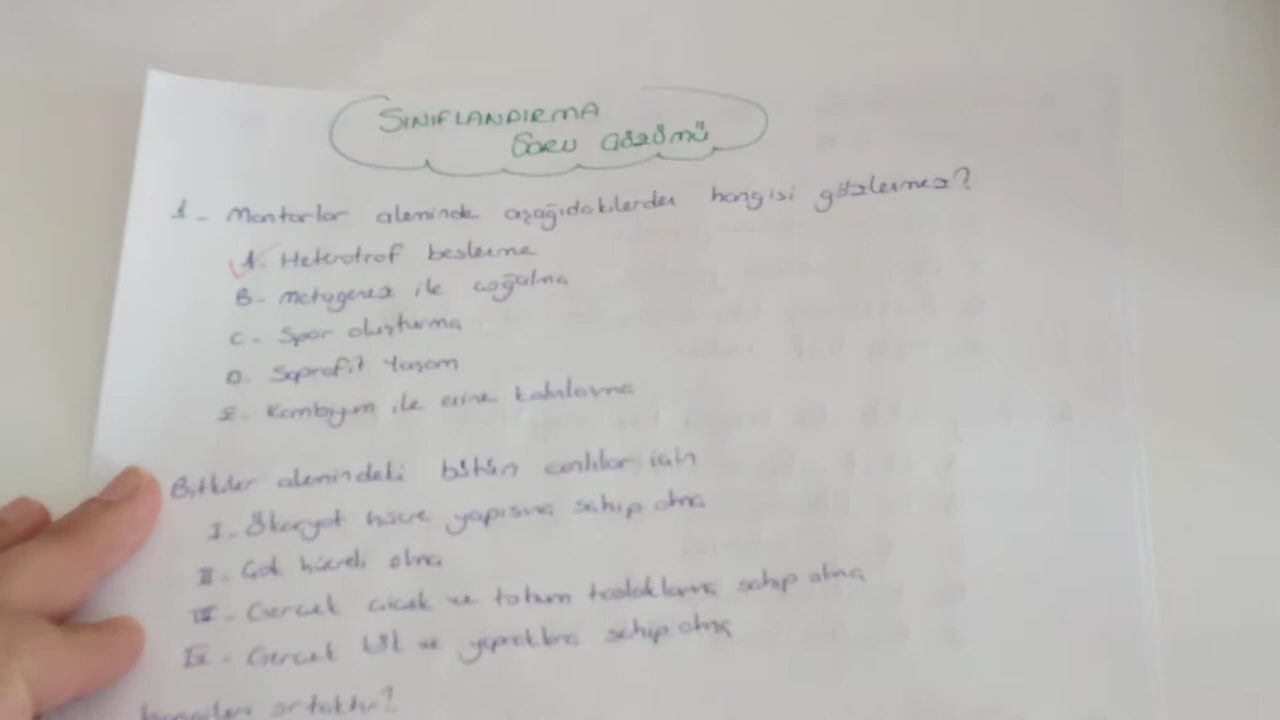 SINIFLANDIRMA
SORU ÇÖZÜMÜ
1- Mantarlar aleminde aşağıdakilerden hangisi gözlenmez?
A- Heterotrof beslenme
B- Metagenez ile çoğalma
C- Spor oluşturma
D- Saprofit Yaşam
E- Kambiyum ile enine kalınlaşma
Bitkiler alemindeki bütün canlılar için
I- Ökaryot hücre yapısına sahip olma
II- Çok hücreli olma
III- Gerçek çiçek ve tohum taslaklarına sahip olma
IV- Gerçek kök ve yapraklara sahip olma
hangileri ortaktır?